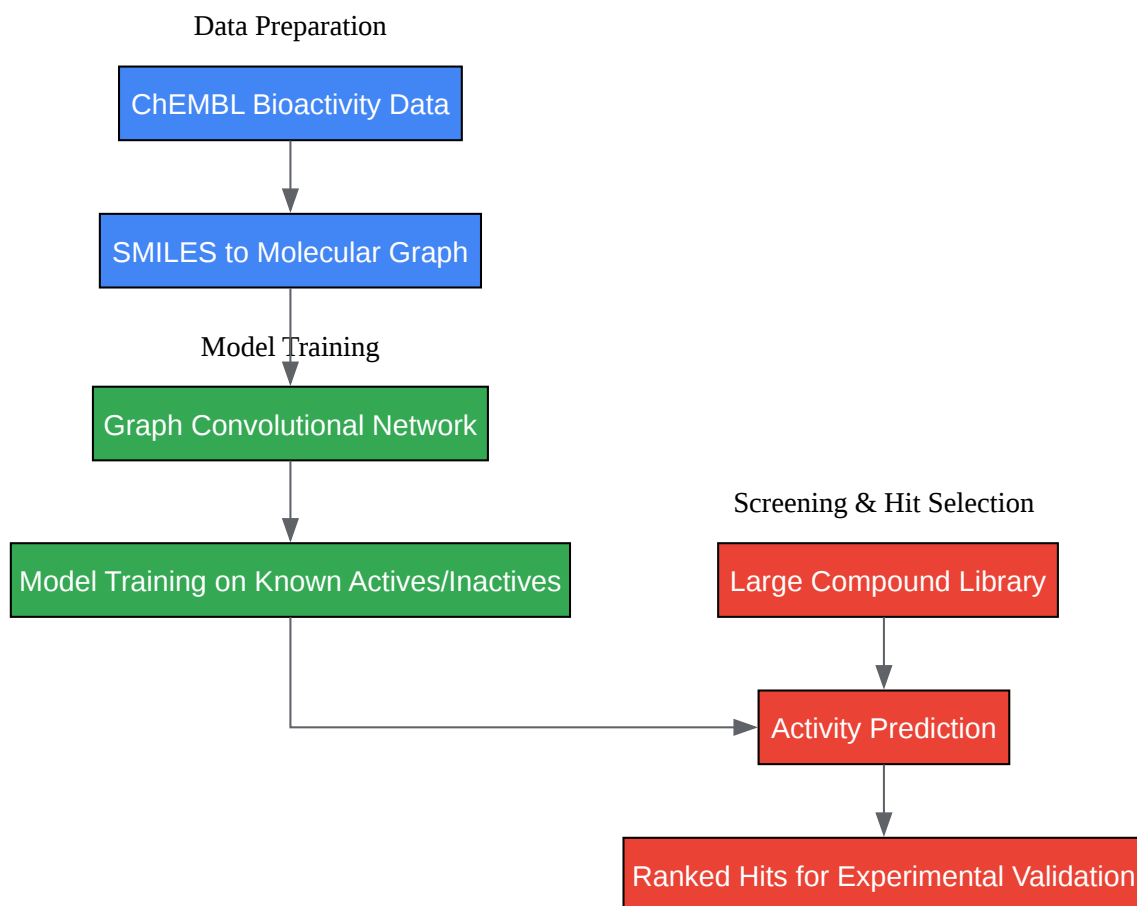 Data Preparation
ChEMBL Bioactivity Data
SMILES to Molecular Graph
Model Training
Graph Convolutional Network
Model Training on Known Actives/Inactives
Screening & Hit Selection
Large Compound Library
Activity Prediction
Ranked Hits for Experimental Validation